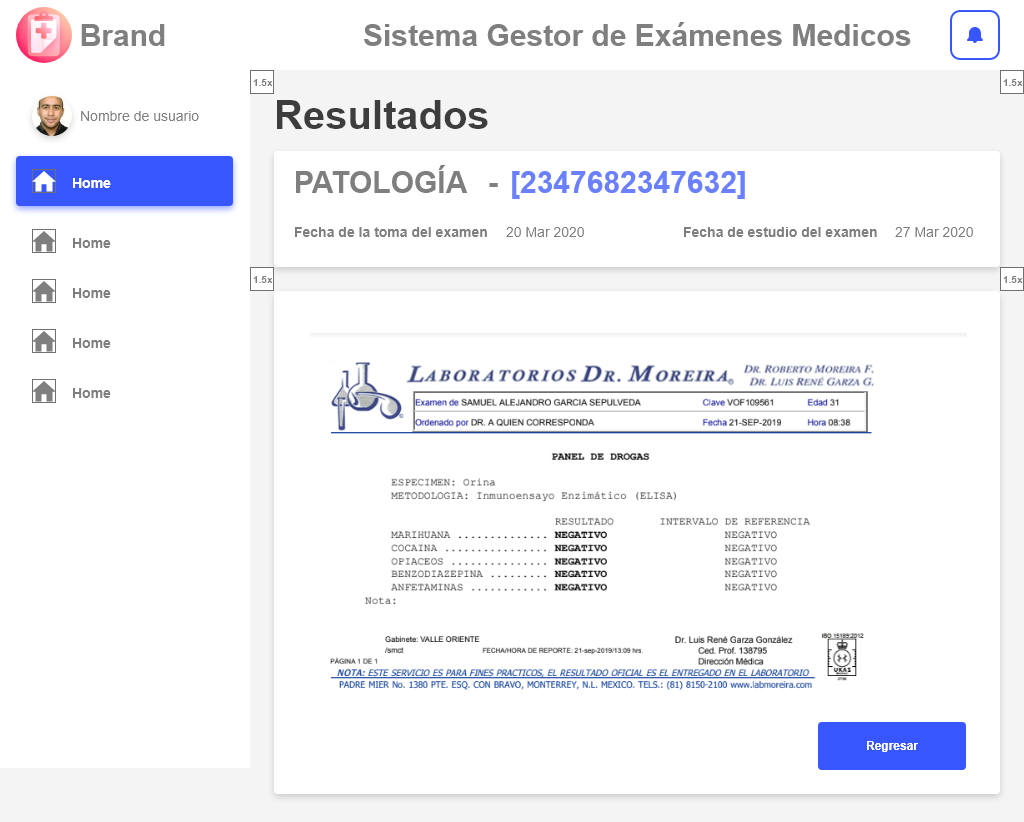 Brand
Sistema Gestor de Exámenes Medicos
1.5x
1.5x
Nombre de usuario
Home
Home
Home
Home
Home
Resultados
PATOLOGÍA - [2347682347632]
Fecha de la toma del examen 20 Mar 2020 Fecha de estudio del examen 27 Mar 2020
1.5x
1.5x
LABORATORIOS DR. MOREIRA® DR. ROBERTO MOREIRA F.
DR. LUIS RENÉ GARZA G.
Examen de SAMUEL ALEJANDRO GARCIA SEPULVEDA Clave VOF109561 Edad 31
Ordenado por DR. A QUIEN CORRESPONDA Fecha 21-SEP-2019 Hora 08:38
PANEL DE DROGAS
ESPECIMEN: Orina
METODOLOGIA: Inmunoensayo Enzimático (ELISA)
RESULTADO INTERVALO DE REFERENCIA
MARIHUANA .............. NEGATIVO NEGATIVO
COCAINA ................ NEGATIVO NEGATIVO
OPIACEOS ............... NEGATIVO NEGATIVO
BENZODIAZEPINA ......... NEGATIVO NEGATIVO
ANFETAMINAS ............ NEGATIVO NEGATIVO
Nota:
Gabinete: VALLE ORIENTE Dr. Luis René Garza González ISO 15189:2012
/smct FECHA/HORA DE REPORTE: 21-sep-2019/13:09 hrs. Ced. Prof. 138795
PÁGINA 1 DE 1 Dirección Médica
UKAS
NOTA: ESTE SERVICIO ES PARA FINES PRACTICOS, EL RESULTADO OFICIAL ES EL ENTREGADO EN EL LABORATORIO
PADRE MIER No. 1380 PTE. ESQ. CON BRAVO, MONTERREY, N.L. MEXICO. TELS.: (81) 8150-2100 www.labmoreira.com
Regresar